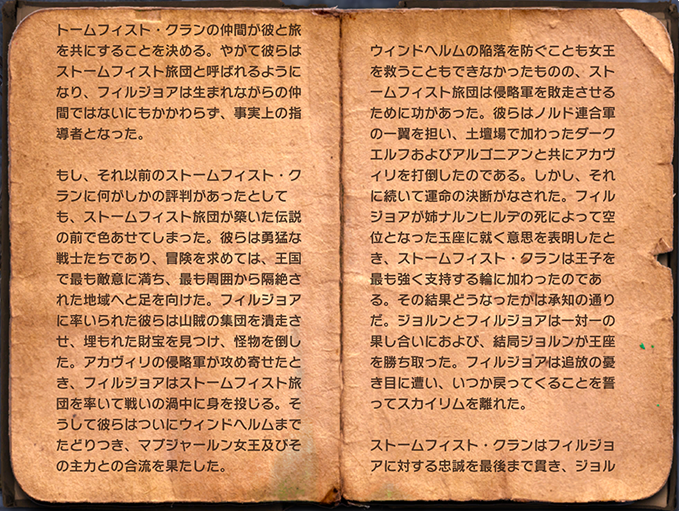 トームフィスト・クランの仲間が彼と旅
を共にすることを決める。やがて彼らは
ストームフィスト旅団と呼ばれるように
なり、フィルジョアは生まれながらの仲
間ではないにもかかわらず、事実上の指
導者となった。
もし、それ以前のストームフィスト・ク
ランに何がしかの評判があったとして
も、ストームフィスト旅団が築いた伝説
の前で色あせてしまった。彼らは勇猛な
戦士たちであり、冒険を求めては、王国
で最も敵意に満ち、最も周囲から隔絶さ
れた地域へと足を向けた。フィルジョア
に率いられた彼らは山賊の集団を潰走さ
せ、埋もれた財宝を見つけ、怪物を倒し
た。アカヴィリの侵略軍が攻め寄せたと
き、フィルジョアはストームフィスト旅
団を率いて戦いの渦中に身を投じる。そ
うして彼らはついにウィンドヘルムまで
たどりつき、マブジャールン女王及びそ
の主力との合流を果たした。
ウィンドヘルムの陥落を防ぐことも女王
を救うこともできなかったものの、スト
ームフィスト旅団は侵略軍を敗走させる
ために功があった。彼らはノルド連合軍
の一翼を担い、土壇場で加わったダーク
エルフおよびアルゴニアンと共にアカヴ
ィリを打倒したのである。しかし、それ
に続いて運命の決断がなされた。フィル
ジョアが姉ナルンヒルデの死によって空
位となった玉座に就く意思を表明したと
き、ストームフィスト・クランは王子を
最も強く支持する輪に加わったのであ
る。その結果どうなったかは承知の通り
だ。ジョルンとフィルジョアは一対一の
果し合いにおよび、結局ジョルンが王座
を勝ち取った。フィルジョアは追放の憂
き目に遭い、いつか戻ってくることを誓
ってスカイリムを離れた。
ストームフィスト・クランはフィルジョ
アに対する忠誠を最後まで貫き、ジョル